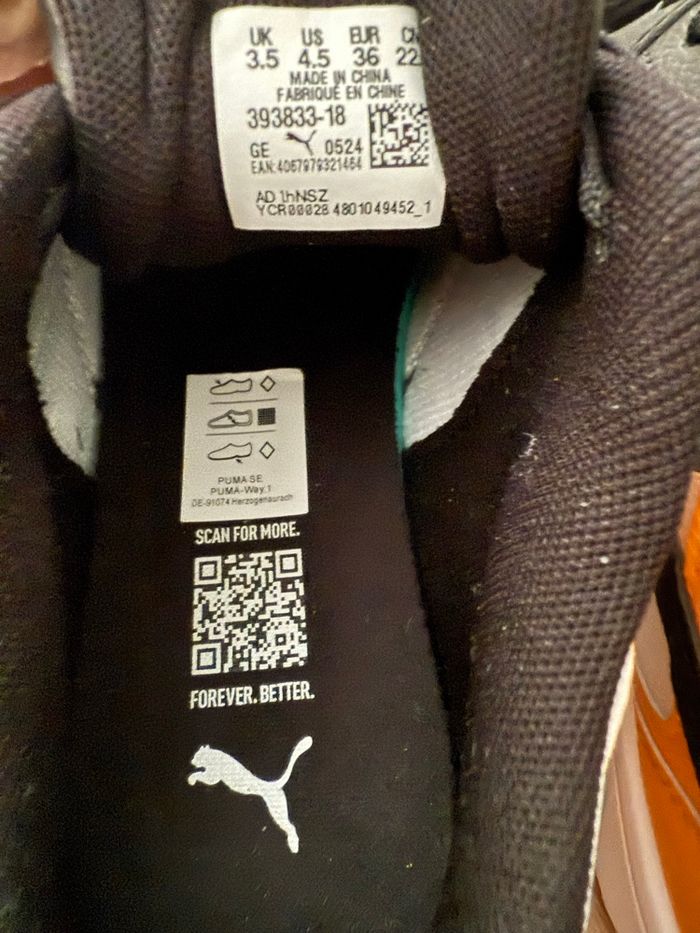 UK US EUR
3.5 4.5 36
MADE IN CHINA
FABRIQUÉ EN CHINE
393833-18
GE 0524
EAN:4067979321464
AD 1hNSZ
YCR00028 4801049452_1
PUMA SE
PUMA-Way 1
DE-91074 Herzogenaurach
SCAN FOR MORE.
FOREVER. BETTER.